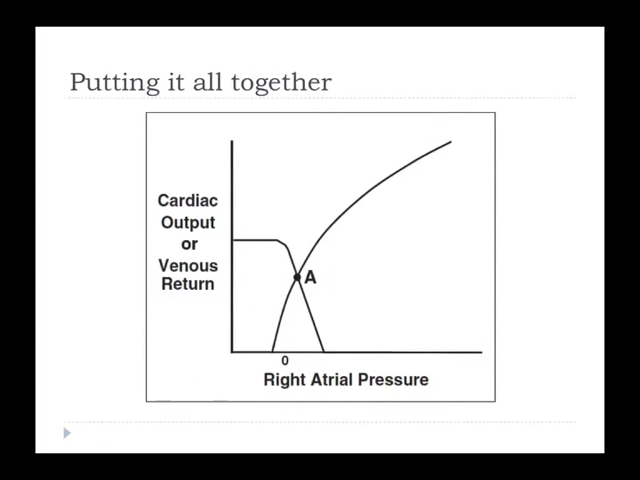 Putting it all together
Cardiac
Output
or
Venous
Return
A
0
Right Atrial Pressure